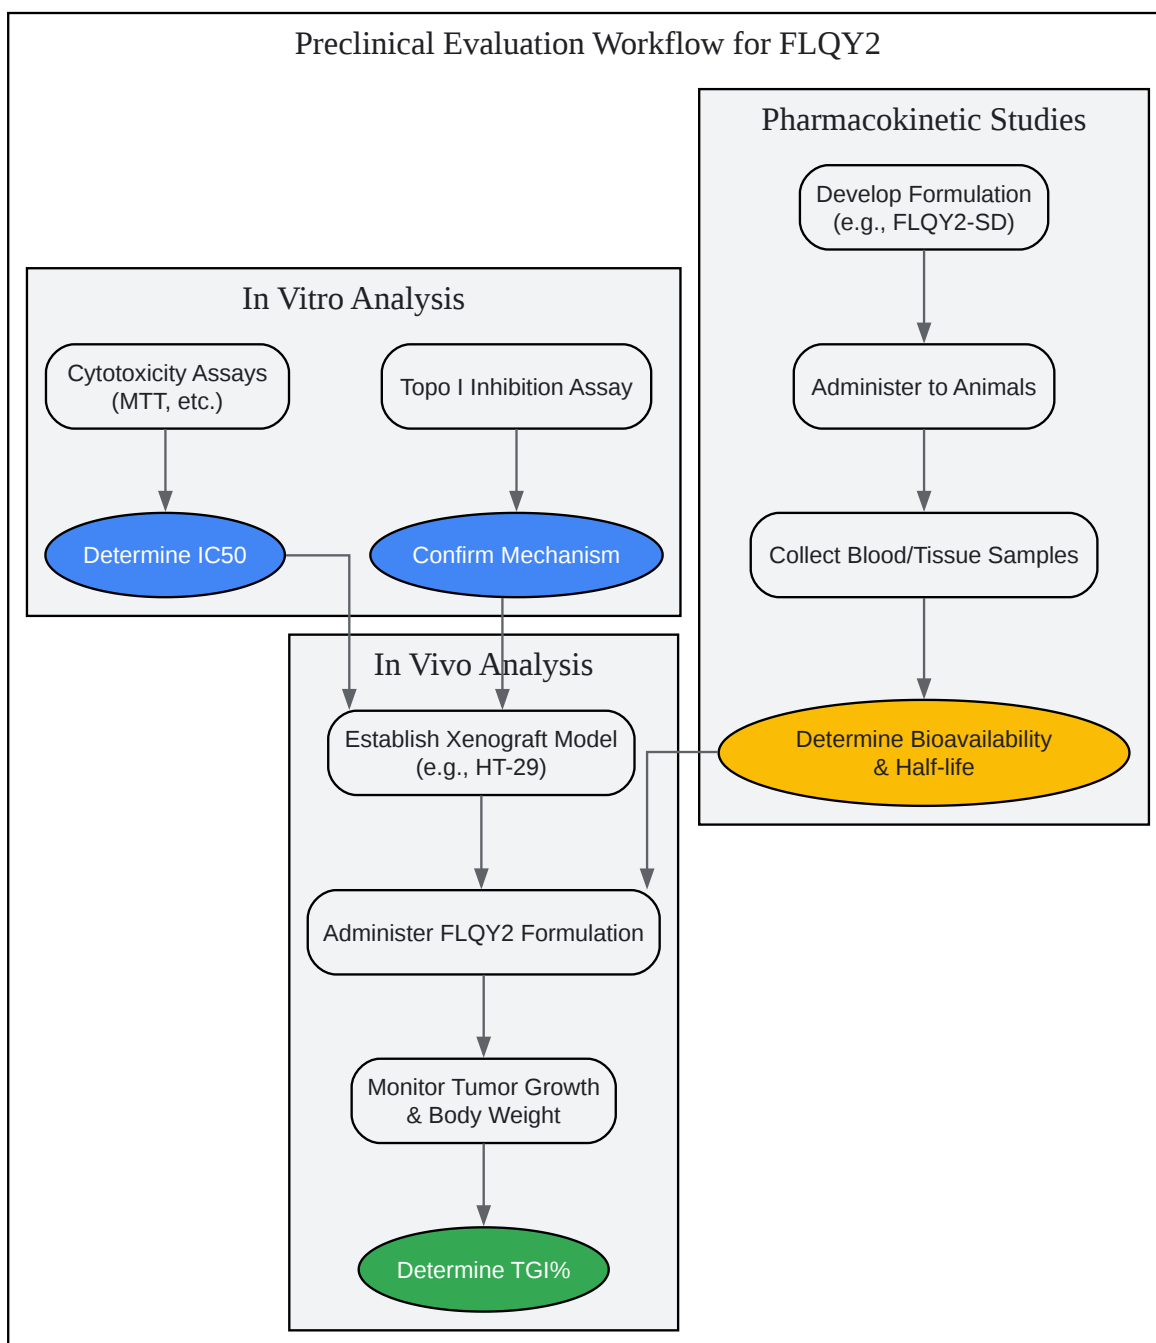 Preclinical Evaluation Workflow for FLQY2
Pharmacokinetic Studies
Develop Formulation
(e.g., FLQY2-SD)
Administer to Animals
Collect Blood/Tissue Samples
Determine Bioavailability
& Half-life
In Vitro Analysis
Cytotoxicity Assays
(MTT, etc.)
Topo I Inhibition Assay
Determine IC50
Confirm Mechanism
In Vivo Analysis
Establish Xenograft Model
(e.g., HT-29)
Administer FLQY2 Formulation
Monitor Tumor Growth
& Body Weight
Determine TGI%